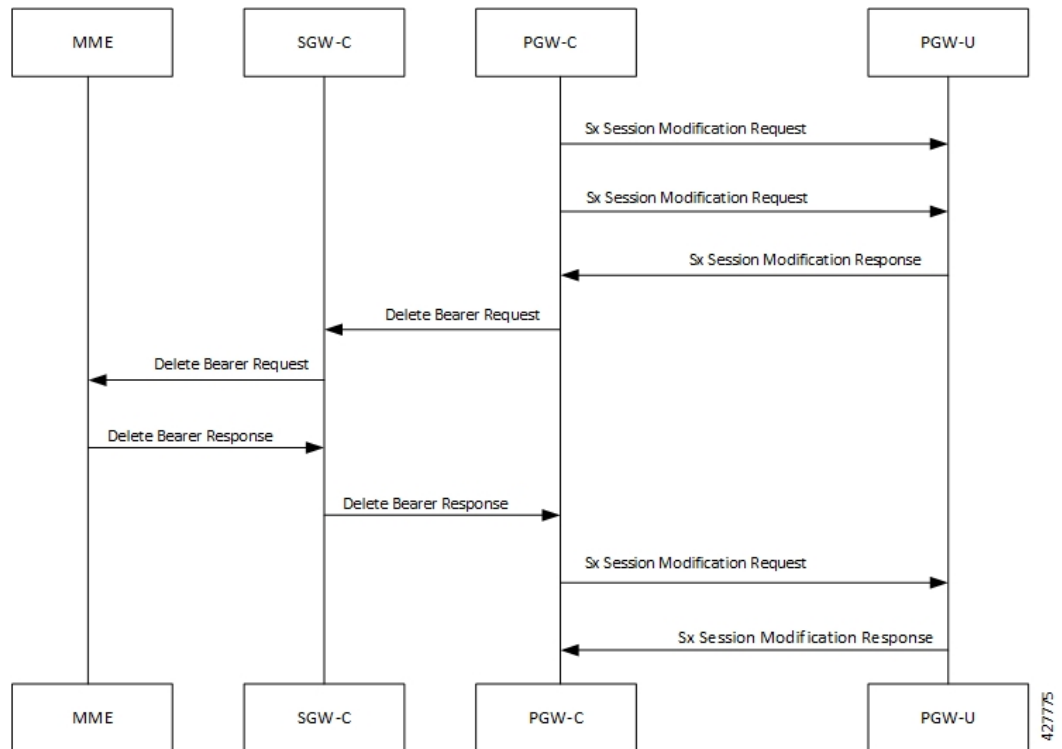 MME
SGW-C
PGW-C
PGW-U
Sx Session Modification Request
Sx Session Modification Request
Sx Session Modification Response
Delete Bearer Request
Delete Bearer Request
Delete Bearer Response
Delete Bearer Response
Sx Session Modification Request
Sx Session Modification Response
MME
SGW-C
PGW-C
PGW-U
427775